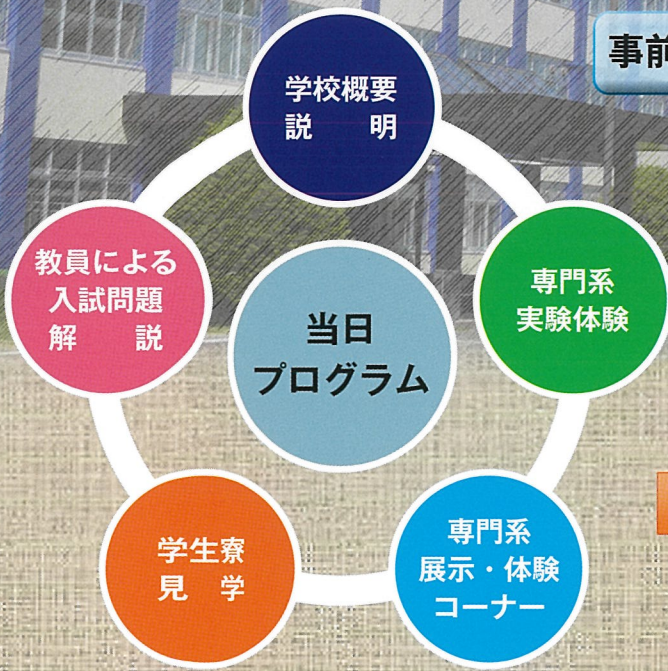 事前
学校概要
説　明
教員による
入試問題
解　説
専門系
実験体験
当日
プログラム
学生寮
見　学
専門系
展示・体験
コーナー